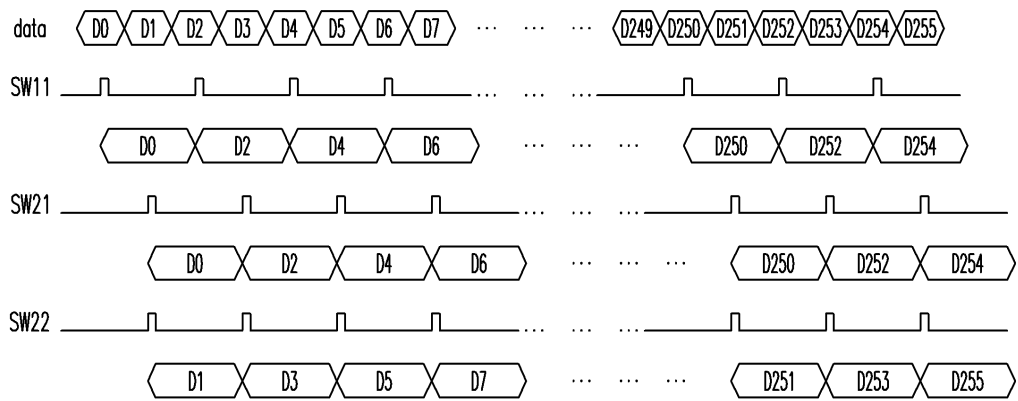 data D0 D1 D2 D3 D4 D5 D6 D7 ... ... ... D249 D250 D251 D252 D253 D254 D255
SW11 ... ... ...
D0 D2 D4 D6 ... ... ... D250 D252 D254
SW21 ... ... ...
D0 D2 D4 D6 ... ... ... D250 D252 D254
SW22 ... ... ...
D1 D3 D5 D7 ... ... ... D251 D253 D255